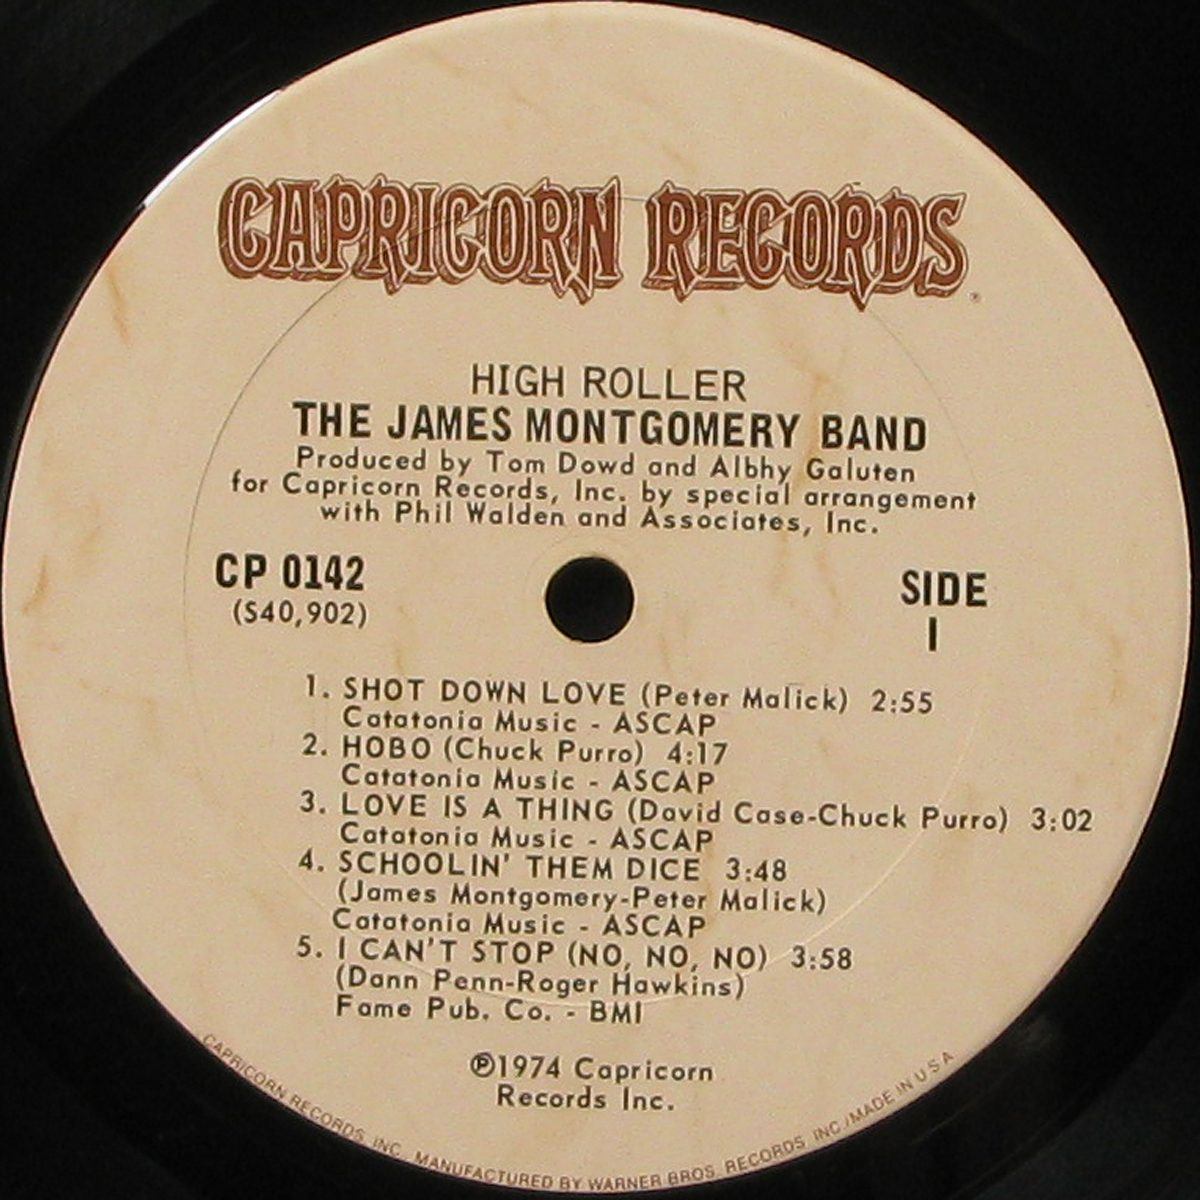 CAPRICORN RECORDS
HIGH ROLLER
THE JAMES MONTGOMERY BAND
Produced by Tom Dowd and Albhy Galuten
for Capricorn Records, Inc. by special arrangement
with Phil Walden and Associates, Inc.
CP 0142
(S40,902)
SIDE
1
1. SHOT DOWN LOVE (Peter Malick) 2:55
Catatonia Music - ASCAP
2. HOBO (Chuck Purro) 4:17
Catatonia Music - ASCAP
3. LOVE IS A THING (David Case-Chuck Purro) 3:02
Catatonia Music - ASCAP
4. SCHOOLIN' THEM DICE 3:48
(James Montgomery-Peter Malick)
Catatonia Music - ASCAP
5. I CAN'T STOP (NO, NO, NO) 3:58
(Dann Penn-Roger Hawkins)
Fame Pub. Co. - BMI
℗1974 Capricorn
Records Inc.
CAPRICORN RECORDS, INC., MANUFACTURED BY WARNER BROS. RECORDS INC./MADE IN U S A